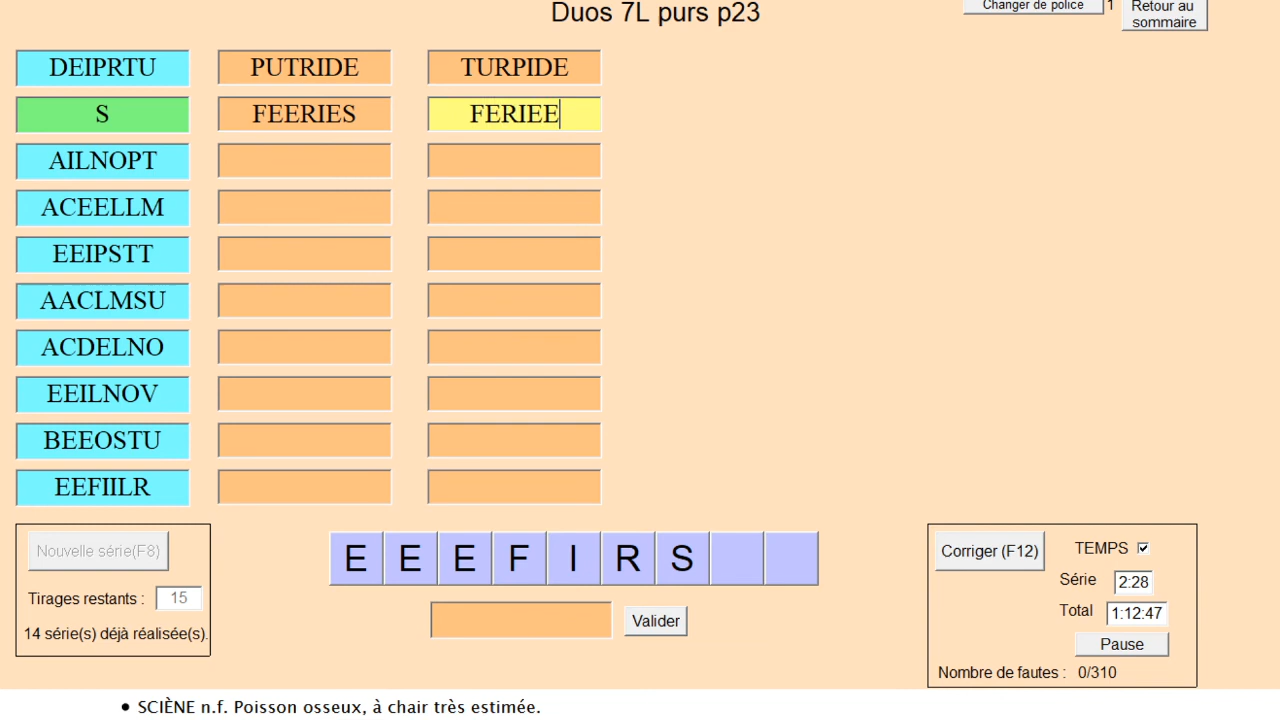 Duos 7L purs p23
Changer de police 1 Retour au sommaire
DEIPRTU PUTRIDE TURPIDE
S FEERIES FERIEE
AILNOPT
ACEELLM
EEIPSTT
AACLMSU
ACDELNO
EEILNOV
BEEOSTU
EEFIILR
Nouvelle série(F8)
Tirages restants : 15
14 série(s) déjà réalisée(s).
E E E F I R S
Valider
Corriger (F12) TEMPS
Série 2:28
Total 1:12:47
Pause
Nombre de fautes : 0/310
• SCIÈNE n.f. Poisson osseux, à chair très estimée.